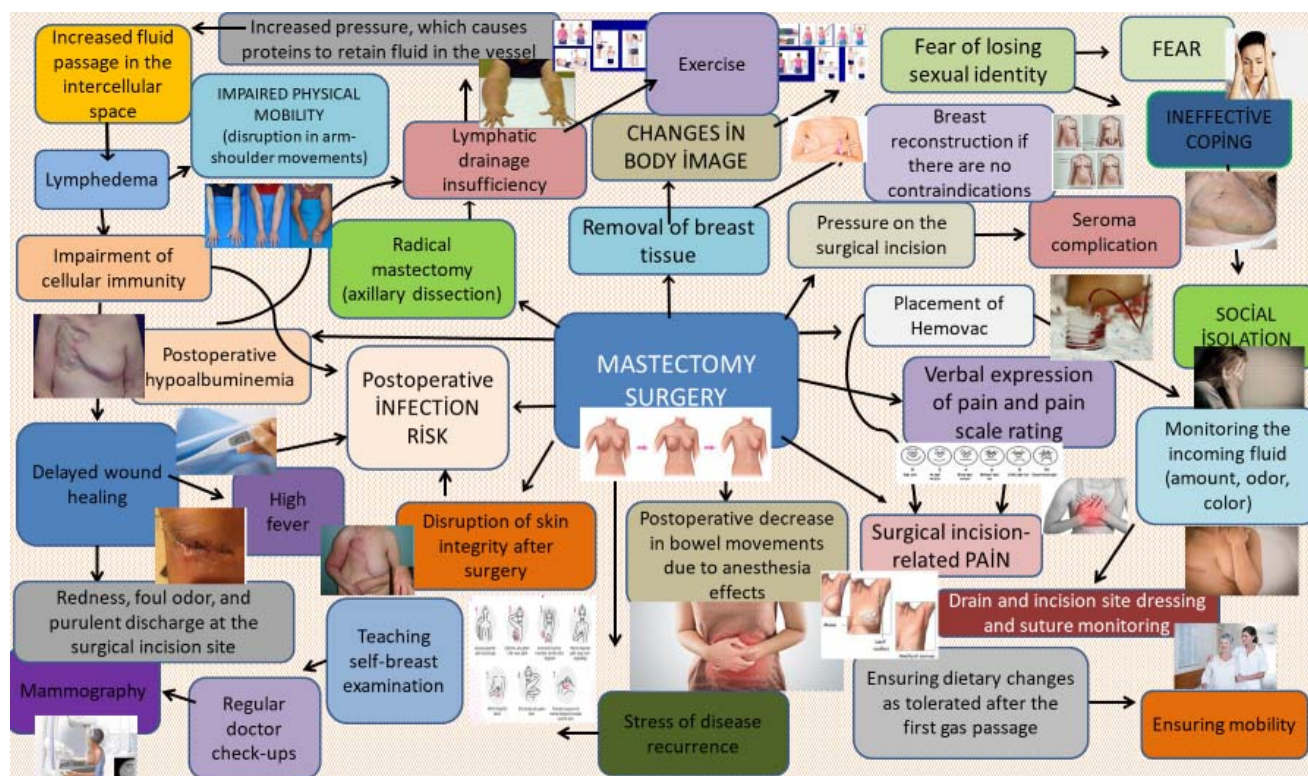 Increased fluid
passage in the
intercellular
space
Increased pressure, which causes
proteins to retain fluid in the vessel
Exercise
Fear of losing
sexual identity
FEAR
IMPAIRED PHYSICAL
MOBILITY
(disruption in arm-
shoulder movements)
Lymphatic
drainage
insufficiency
CHANGES IN
BODY İMAGE
Breast
reconstruction if
there are no
contraindications
INEFFECTİVE
COPİNG
Lymphedema
Radical
mastectomy
(axillary dissection)
Removal of breast
tissue
Pressure on the
surgical incision
Seroma
complication
Impairment of
cellular immunity
Placement of
Hemovac
SOCİAL
İSOLATİON
Postoperative
hypoalbuminemia
Postoperative
İNFECTİON
RİSK
MASTECTOMY
SURGERY
Verbal expression
of pain and pain
scale rating
Monitoring the
incoming fluid
(amount, odor,
color)
Delayed wound
healing
High
fever
Disruption of skin
integrity after
surgery
Postoperative decrease
in bowel movements
due to anesthesia
effects
Surgical incision-
related PAİN
Drain and incision site dressing
and suture monitoring
Redness, foul odor, and
purulent discharge at the
surgical incision site
Teaching
self-breast
examination
Mammography
Regular
doctor
check-ups
Stress of disease
recurrence
Ensuring dietary changes
as tolerated after the
first gas passage
Ensuring mobility